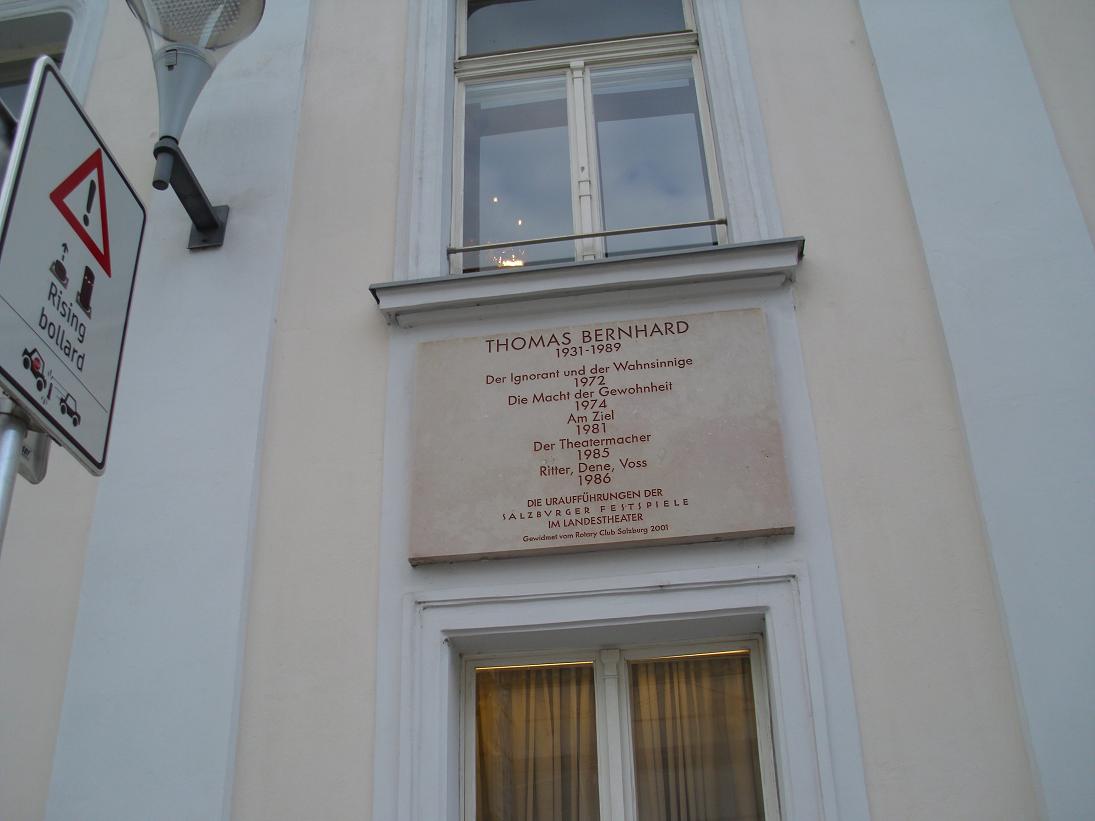 Rising
bollard
THOMAS BERNHARD
1931-1989
Der Ignorant und der Wahnsinnige
1972
Die Macht der Gewohnheit
1974
Am Ziel
1981
Der Theatermacher
1985
Ritter, Dene, Voss
1986
DIE URAUFFÜHRUNGEN DER
SALZBVRGER FESTSPIELE
IM LANDESTHEATER
Gewidmet vom Rotary Club Salzburg 2001